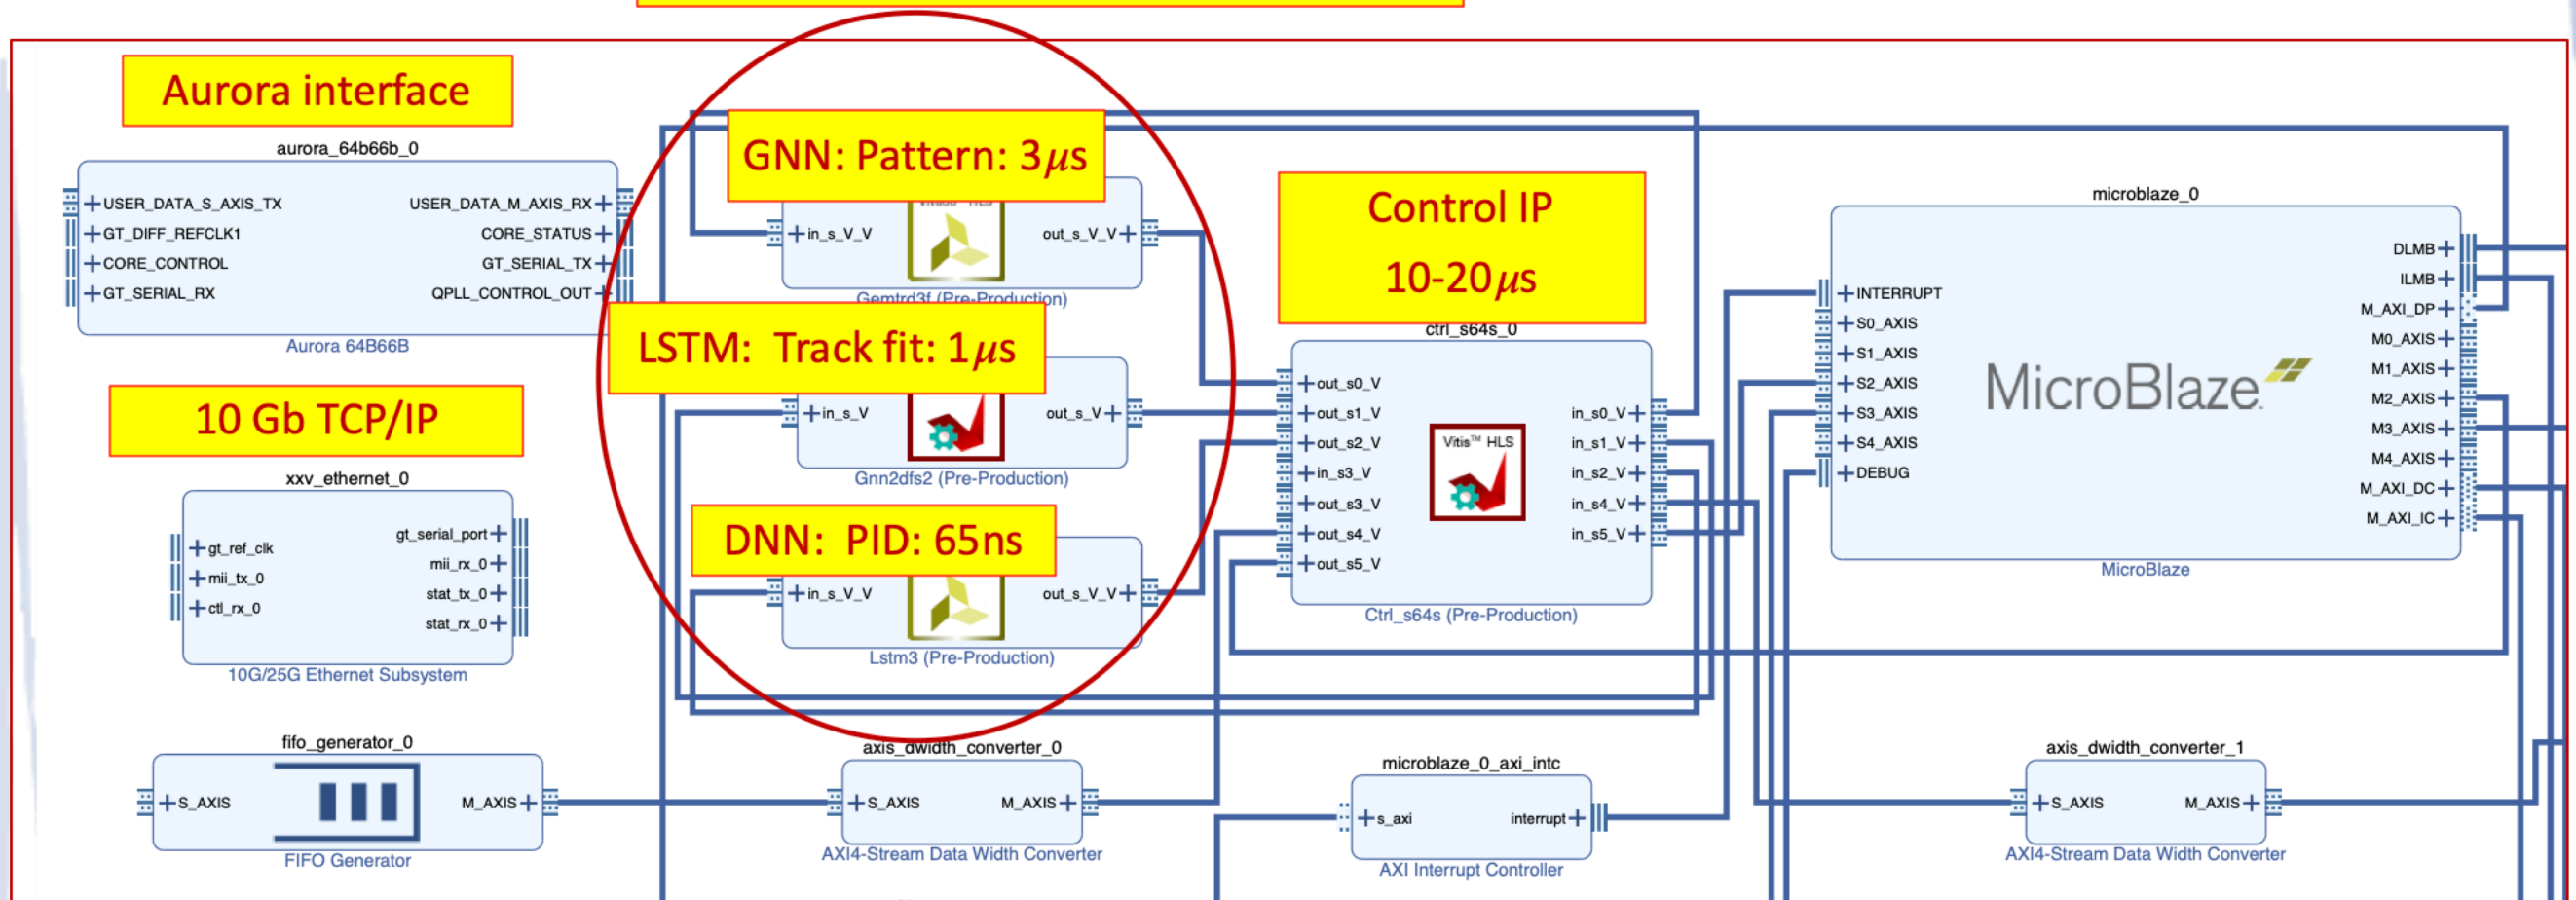 Aurora interface
aurora_64b66b_0
USER_DATA_S_AXIS_TX
GT_DIFF_REFCLK1
CORE_CONTROL
GT_SERIAL_RX
USER_DATA_M_AXIS_RX
CORE_STATUS
GT_SERIAL_TX
QPLL_CONTROL_OUT
Aurora 64B66B
10 Gb TCP/IP
xxv_ethernet_0
gt_ref_clk
mii_tx_0
ctl_rx_0
gt_serial_port
mii_rx_0
stat_tx_0
stat_rx_0
10G/25G Ethernet Subsystem
fifo_generator_0
S_AXIS
M_AXIS
FIFO Generator
GNN: Pattern: 3μs
HLS
in_s_V_V
out_s_V_V
Gemtrd3f (Pre-Production)
LSTM: Track fit: 1μs
in_s_V
out_s_V
Gnn2dfs2 (Pre-Production)
DNN: PID: 65ns
in_s_V_V
out_s_V_V
Lstm3 (Pre-Production)
axis_dwidth_converter_0
S_AXIS
M_AXIS
AXI4-Stream Data Width Converter
Control IP
10-20μs
ctrl_s64s_0
out_s0_V
out_s1_V
out_s2_V
in_s3_V
out_s3_V
out_s4_V
out_s5_V
Vitis™ HLS
in_s0_V
in_s1_V
in_s2_V
in_s4_V
in_s5_V
Ctrl_s64s (Pre-Production)
microblaze_0_axi_intc
s_axi
interrupt
AXI Interrupt Controller
microblaze_0
INTERRUPT
S0_AXIS
S1_AXIS
S2_AXIS
S3_AXIS
S4_AXIS
DEBUG
MicroBlaze
DLMB
ILMB
M_AXI_DP
M0_AXIS
M1_AXIS
M2_AXIS
M3_AXIS
M4_AXIS
M_AXI_DC
M_AXI_IC
MicroBlaze
axis_dwidth_converter_1
S_AXIS
M_AXIS
AXI4-Stream Data Width Converter